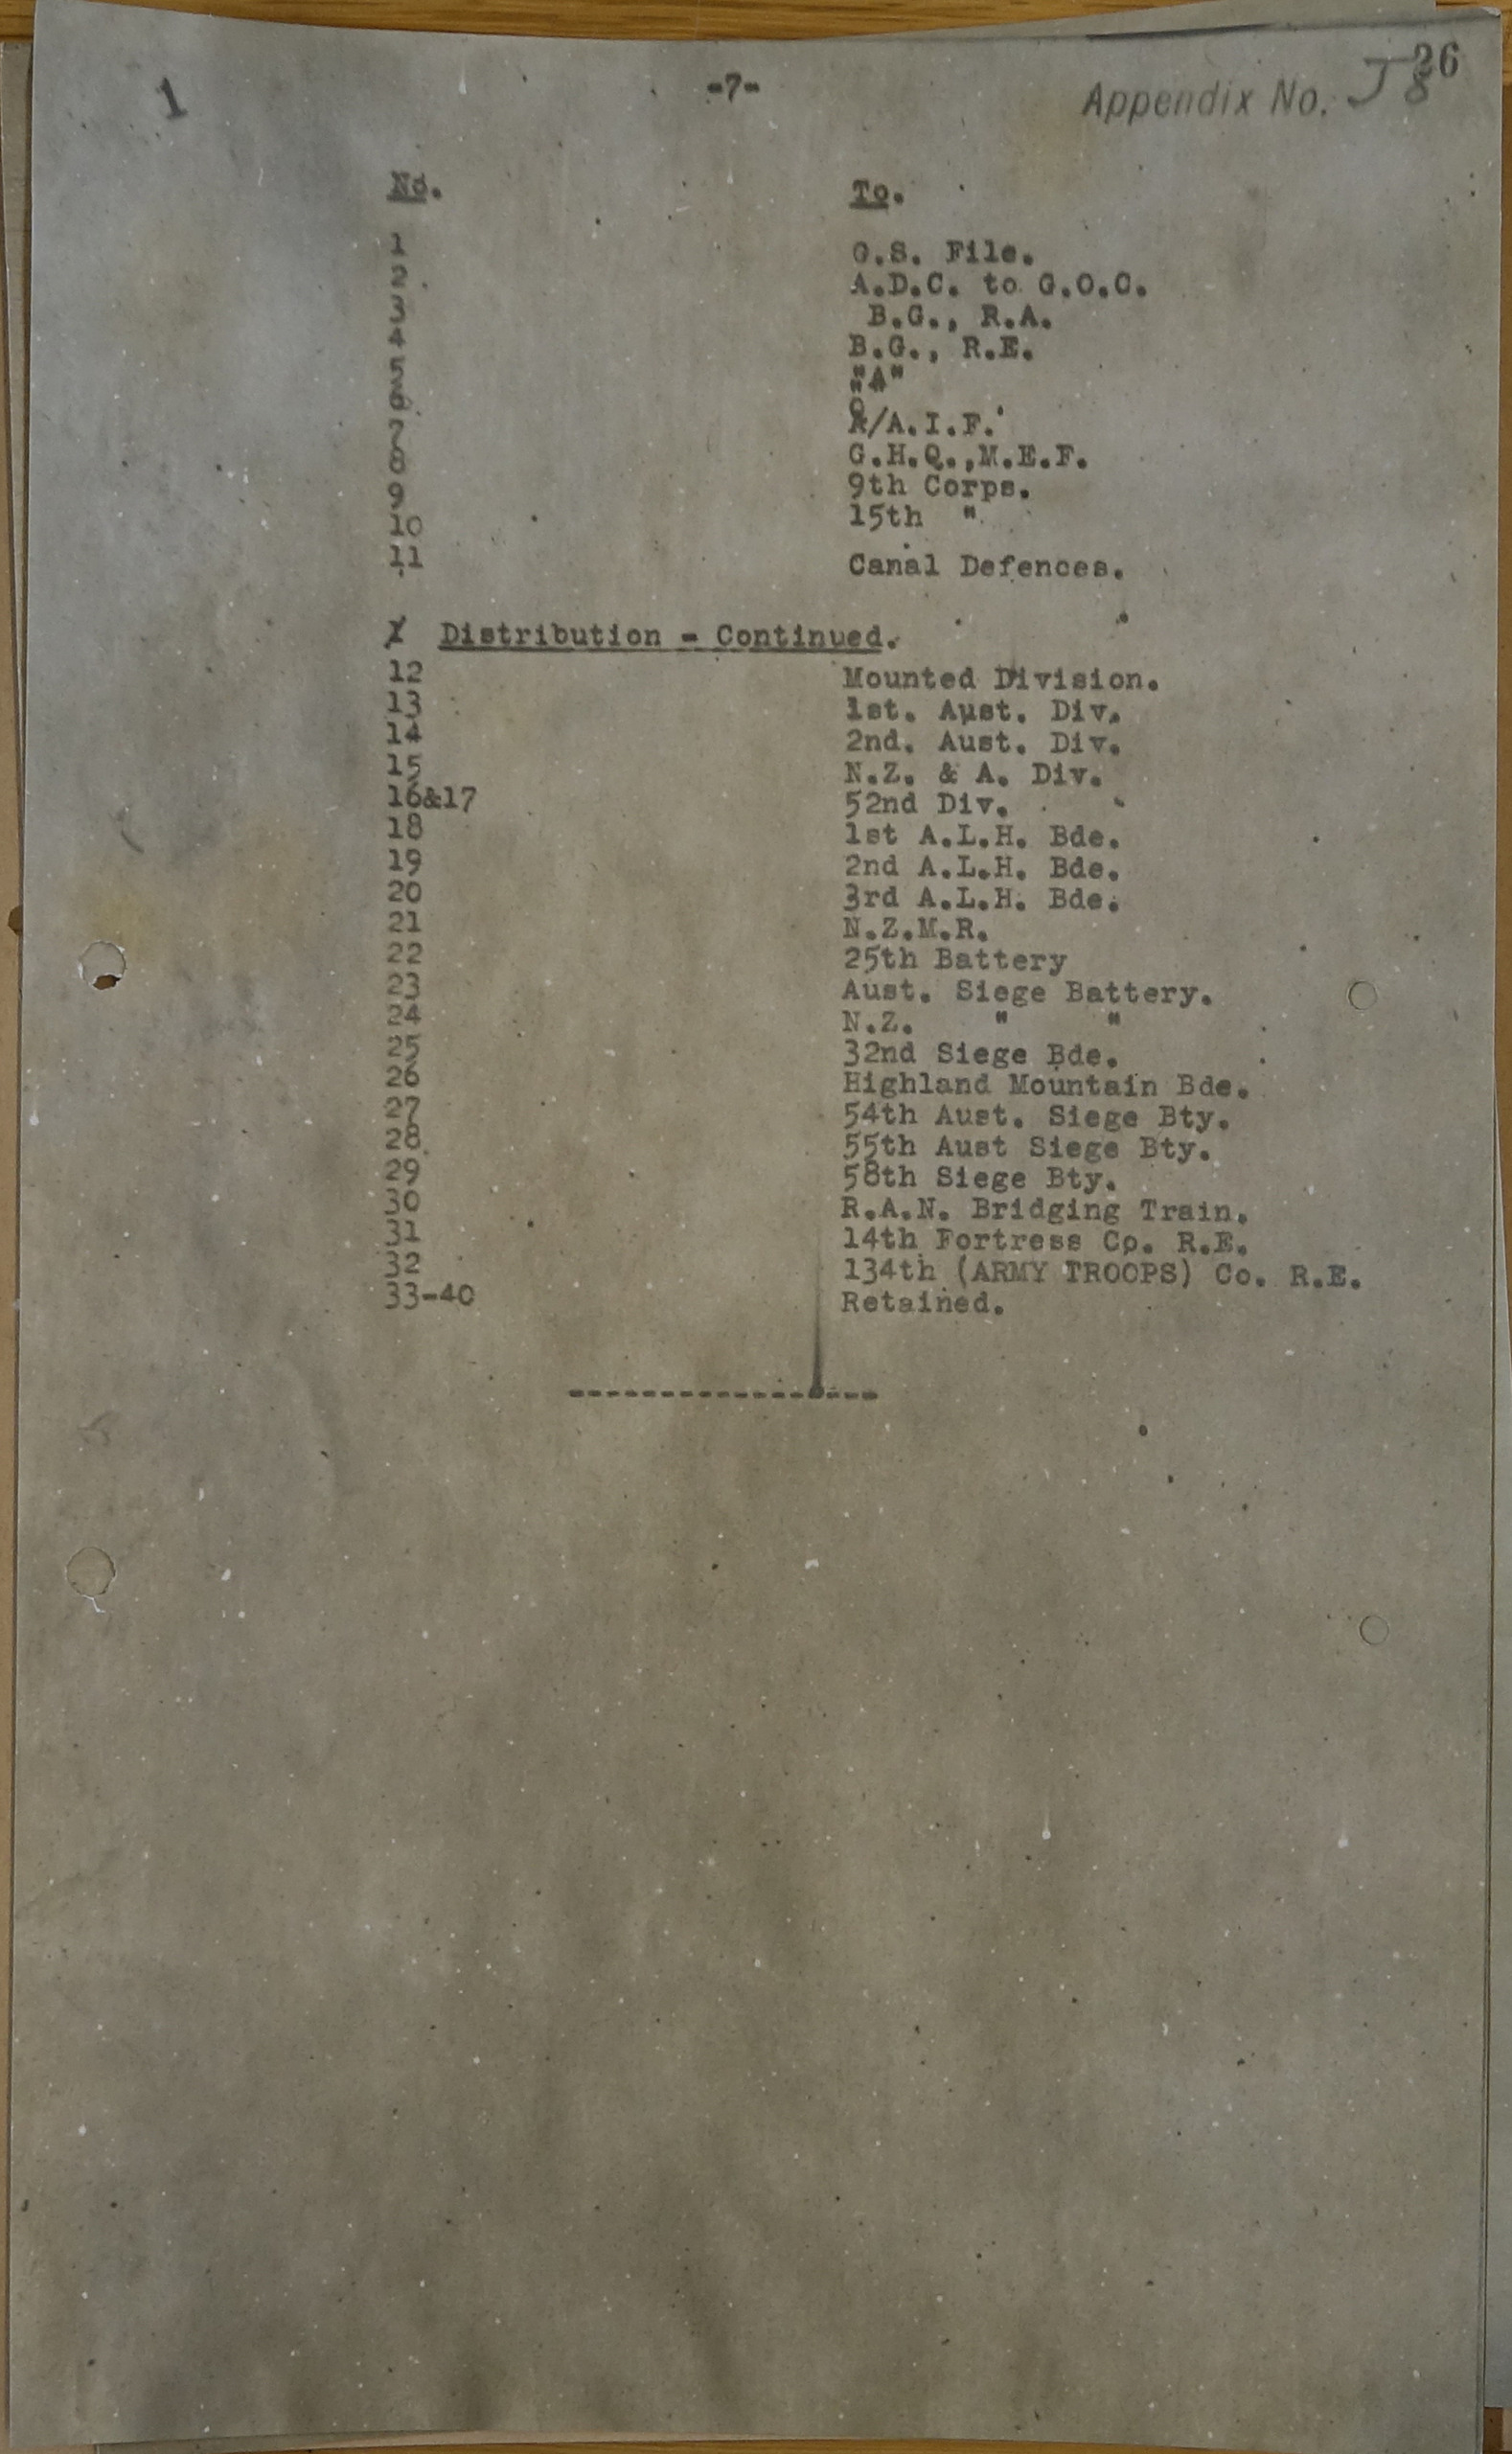 1 -7- Appendix No. J 8 26
No. To.
1 G.S. File.
2 A.D.C. to G.O.C.
3 B.G., R.A.
4 B.G., R.E.
5 "A"
6 "Q
7 A/A.I.F.
8 G.H.Q.,M.E.F.
9 9th Corps.
10 15th "
11 Canal Defences.
Distribution - Continued.
12 Mounted Division.
13 1st. Aust. Div.
14 2nd. Aust. Div.
15 N.Z. & A. Div.
16&17 52nd Div.
18 1st A.L.H. Bde.
19 2nd A.L.H. Bde.
20 3rd A.L.H. Bde.
21 N.Z.M.R.
22 25th Battery
23 Aust. Siege Battery.
24 N.Z. " "
25 32nd Siege Bde.
26 Highland Mountain Bde.
27 54th Aust. Siege Bty.
28 55th Aust Siege Bty.
29 58th Siege Bty.
30 R.A.N. Bridging Train.
31 14th Fortress Co. R.E.
32 134th (ARMY TROOPS) Co. R.E.
33-40 Retained.